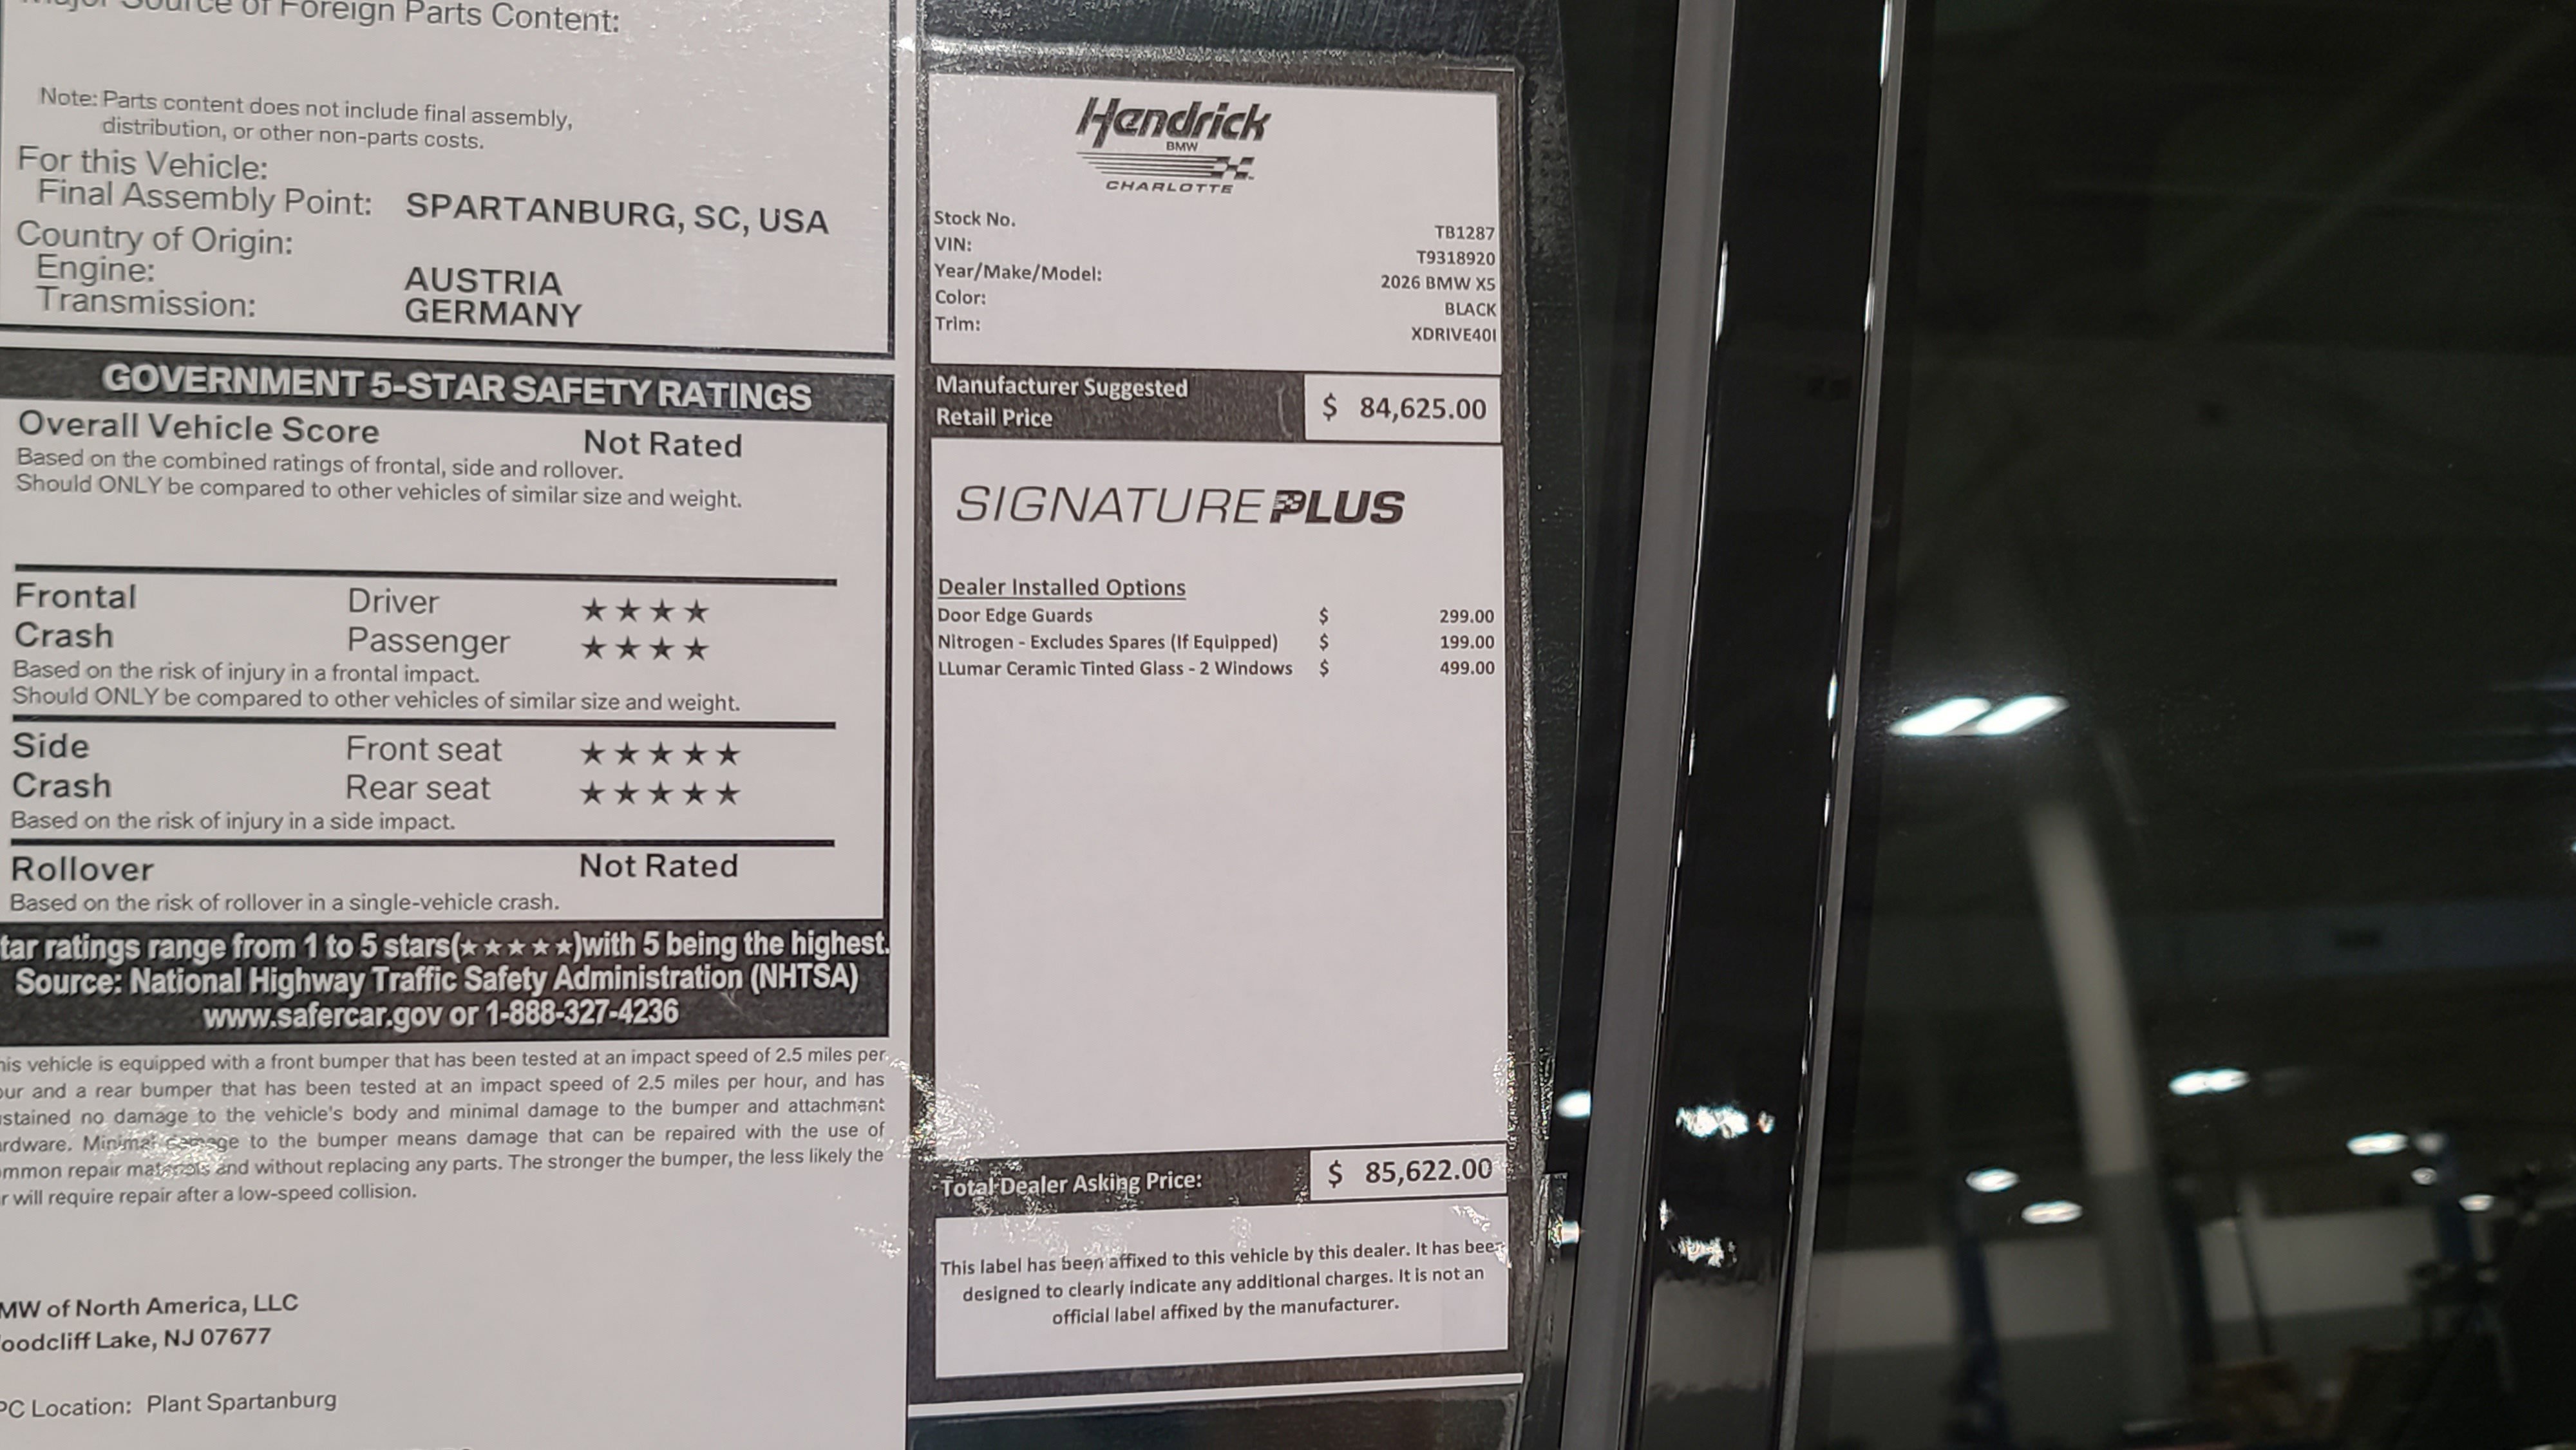 Major Source of Foreign Parts Content:
Note: Parts content does not include final assembly,
distribution, or other non-parts costs.
For this Vehicle:
Final Assembly Point: SPARTANBURG, SC, USA
Country of Origin:
Engine: AUSTRIA
Transmission: GERMANY
GOVERNMENT 5-STAR SAFETY RATINGS
Overall Vehicle Score Not Rated
Based on the combined ratings of frontal, side and rollover.
Should ONLY be compared to other vehicles of similar size and weight.
Frontal Driver ★★★★
Crash Passenger ★★★★
Based on the risk of injury in a frontal impact.
Should ONLY be compared to other vehicles of similar size and weight.
Side Front seat ★★★★★
Crash Rear seat ★★★★★
Based on the risk of injury in a side impact.
Rollover Not Rated
Based on the risk of rollover in a single-vehicle crash.
tar ratings range from 1 to 5 stars(★★★★★)with 5 being the highest.
Source: National Highway Traffic Safety Administration (NHTSA)
www.safercar.gov or 1-888-327-4236
his vehicle is equipped with a front bumper that has been tested at an impact speed of 2.5 miles per
our and a rear bumper that has been tested at an impact speed of 2.5 miles per hour, and has
stained no damage to the vehicle's body and minimal damage to the bumper and attachment
rdware. Minimal damage to the bumper means damage that can be repaired with the use of
mmon repair materials and without replacing any parts. The stronger the bumper, the less likely the
r will require repair after a low-speed collision.
MW of North America, LLC
oodcliff Lake, NJ 07677
PC Location: Plant Spartanburg
Hendrick
BMW
CHARLOTTE
Stock No. TB1287
VIN: T9318920
Year/Make/Model: 2026 BMW X5
Color: BLACK
Trim: XDRIVE40I
Manufacturer Suggested
Retail Price $ 84,625.00
SIGNATUREPLUS
Dealer Installed Options
Door Edge Guards $ 299.00
Nitrogen - Excludes Spares (If Equipped) $ 199.00
LLumar Ceramic Tinted Glass - 2 Windows $ 499.00
Total Dealer Asking Price: $ 85,622.00
This label has been affixed to this vehicle by this dealer. It has been
designed to clearly indicate any additional charges. It is not an
official label affixed by the manufacturer.